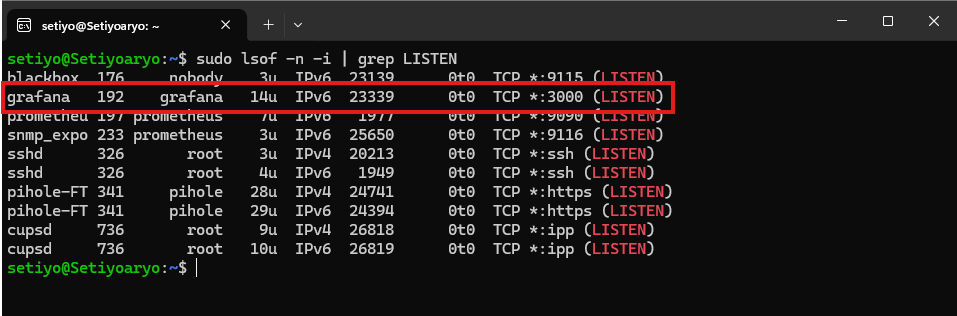 setiyo@Setiyoaryo: ~
setiyo@Setiyoaryo:~$ sudo lsof -n -i | grep LISTEN
blackbox 176 nobody 3u IPv6 23139 0t0 TCP *:9115 (LISTEN)
grafana 192 grafana 14u IPv6 23339 0t0 TCP *:3000 (LISTEN)
prometheu 197 prometheus 7u IPv6 1977 0t0 TCP *:9090 (LISTEN)
snmp_expo 233 prometheus 3u IPv6 25650 0t0 TCP *:9116 (LISTEN)
sshd 326 root 3u IPv4 20213 0t0 TCP *:ssh (LISTEN)
sshd 326 root 4u IPv6 1949 0t0 TCP *:ssh (LISTEN)
pihole-FT 341 pihole 28u IPv4 24741 0t0 TCP *:https (LISTEN)
pihole-FT 341 pihole 29u IPv6 24394 0t0 TCP *:https (LISTEN)
cupsd 736 root 9u IPv4 26818 0t0 TCP *:ipp (LISTEN)
cupsd 736 root 10u IPv6 26819 0t0 TCP *:ipp (LISTEN)
setiyo@Setiyoaryo:~$